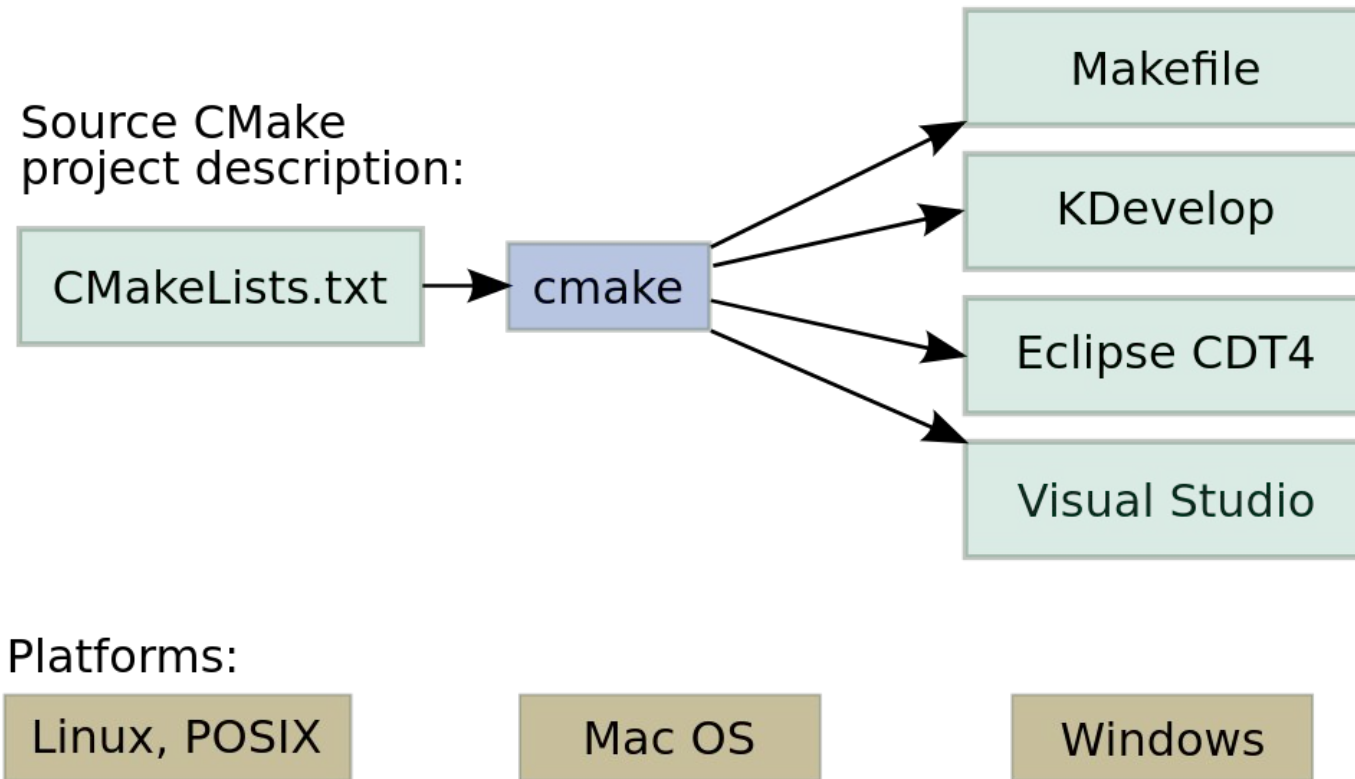 Source CMake
project description:
CMakeLists.txt
cmake
Makefile
KDevelop
Eclipse CDT4
Visual Studio
Platforms:
Linux, POSIX
Mac OS
Windows